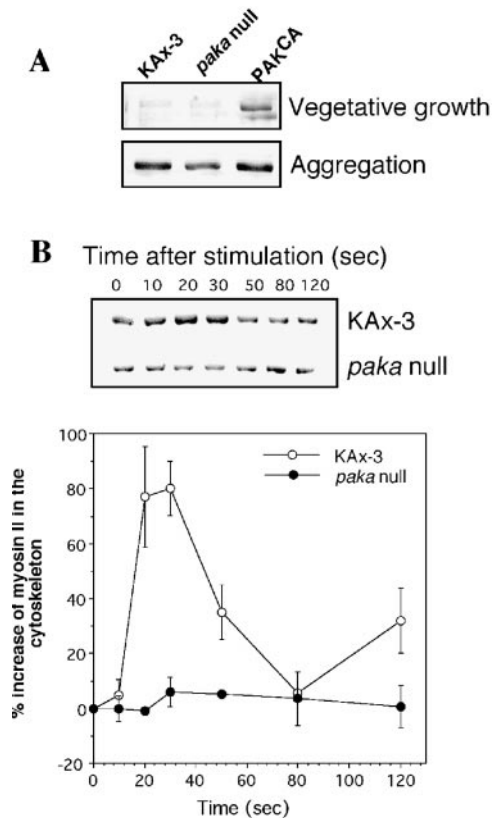 A
KAx-3 paka null PAKCA
Vegetative growth
Aggregation
B Time after stimulation (sec)
0 10 20 30 50 80 120
KAx-3
paka null
100
80
60
40
20
0
-20
% increase of myosin II in the
cytoskeleton
KAx-3
paka null
0 20 40 60 80 100 120
Time (sec)